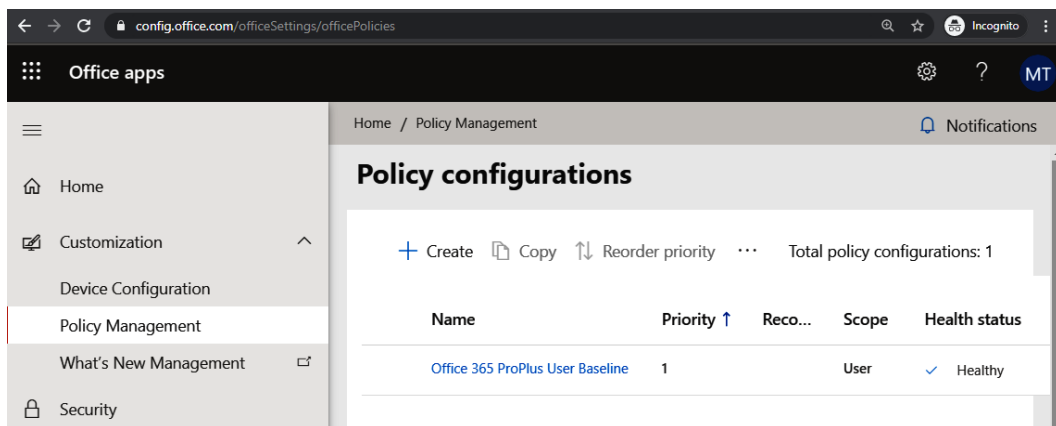 config.office.com/officeSettings/officePolicies Incognito
Office apps ? MT
Home / Policy Management Notifications
Policy configurations
Home
Customization
Device Configuration
Policy Management
What's New Management
Security
+ Create Copy Reorder priority ... Total policy configurations: 1
Name Priority ↑ Reco... Scope Health status
Office 365 ProPlus User Baseline 1 User Healthy